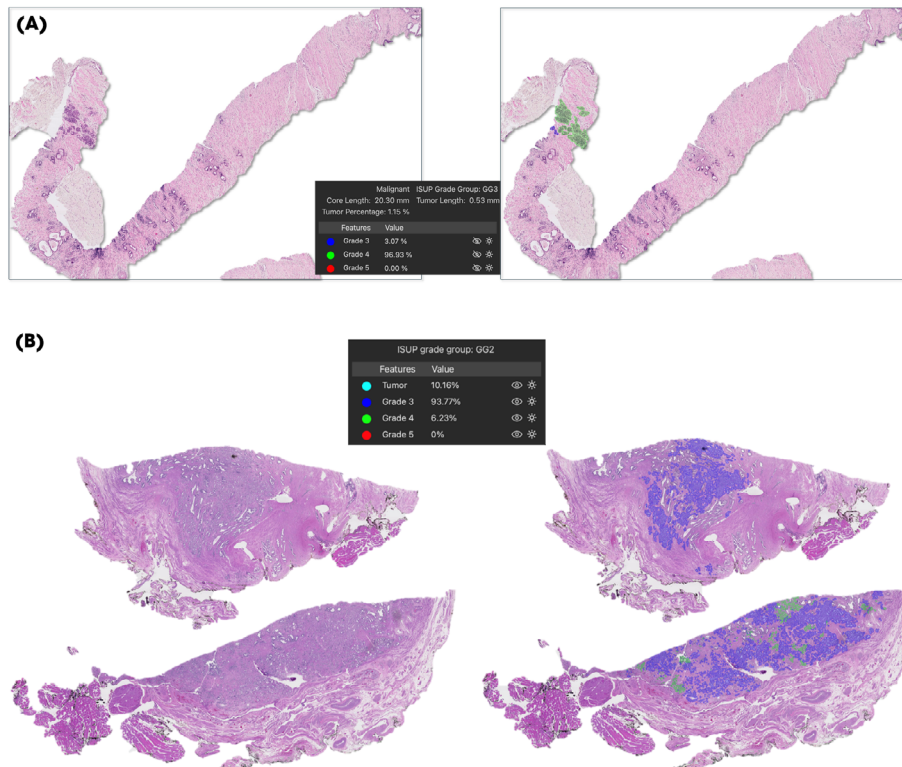 (A)
Malignant ISUP Grade Group: GG3
Core Length: 20.30 mm Tumor Length: 0.53 mm
Tumor Percentage: 1.15 %
Features Value
Grade 3 3.07 %
Grade 4 96.93 %
Grade 5 0.00 %
(B)
ISUP grade group: GG2
Features Value
Tumor 10.16%
Grade 3 93.77%
Grade 4 6.23%
Grade 5 0%